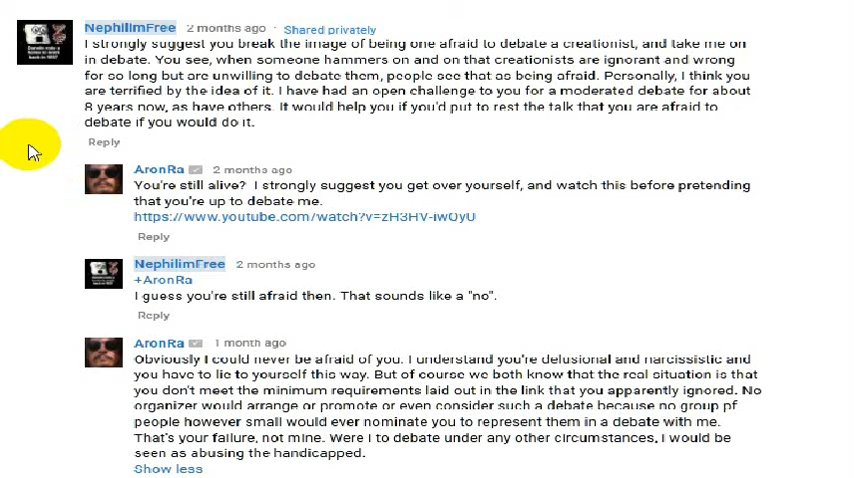 NephilimFree 2 months ago · Shared privately
I strongly suggest you break the image of being one afraid to debate a creationist, and take me on
in debate. You see, when someone hammers on and on that creationists are ignorant and wrong
for so long but are unwilling to debate them, people see that as being afraid. Personally, I think you
are terrified by the idea of it. I have had an open challenge to you for a moderated debate for about
8 years now, as have others. It would help you if you'd put to rest the talk that you are afraid to
debate if you would do it.
Reply
AronRa 2 months ago
You're still alive? I strongly suggest you get over yourself, and watch this before pretending
that you're up to debate me.
https://www.youtube.com/watch?v=zH3HV-iwOyU
Reply
NephilimFree 2 months ago
+AronRa
I guess you're still afraid then. That sounds like a "no".
Reply
AronRa 1 month ago
Obviously I could never be afraid of you. I understand you're delusional and narcissistic and
you have to lie to yourself this way. But of course we both know that the real situation is that
you don't meet the minimum requirements laid out in the link that you apparently ignored. No
organizer would arrange or promote or even consider such a debate because no group pf
people however small would ever nominate you to represent them in a debate with me.
That's your failure, not mine. Were I to debate under any other circumstances, I would be
seen as abusing the handicapped.
Show less